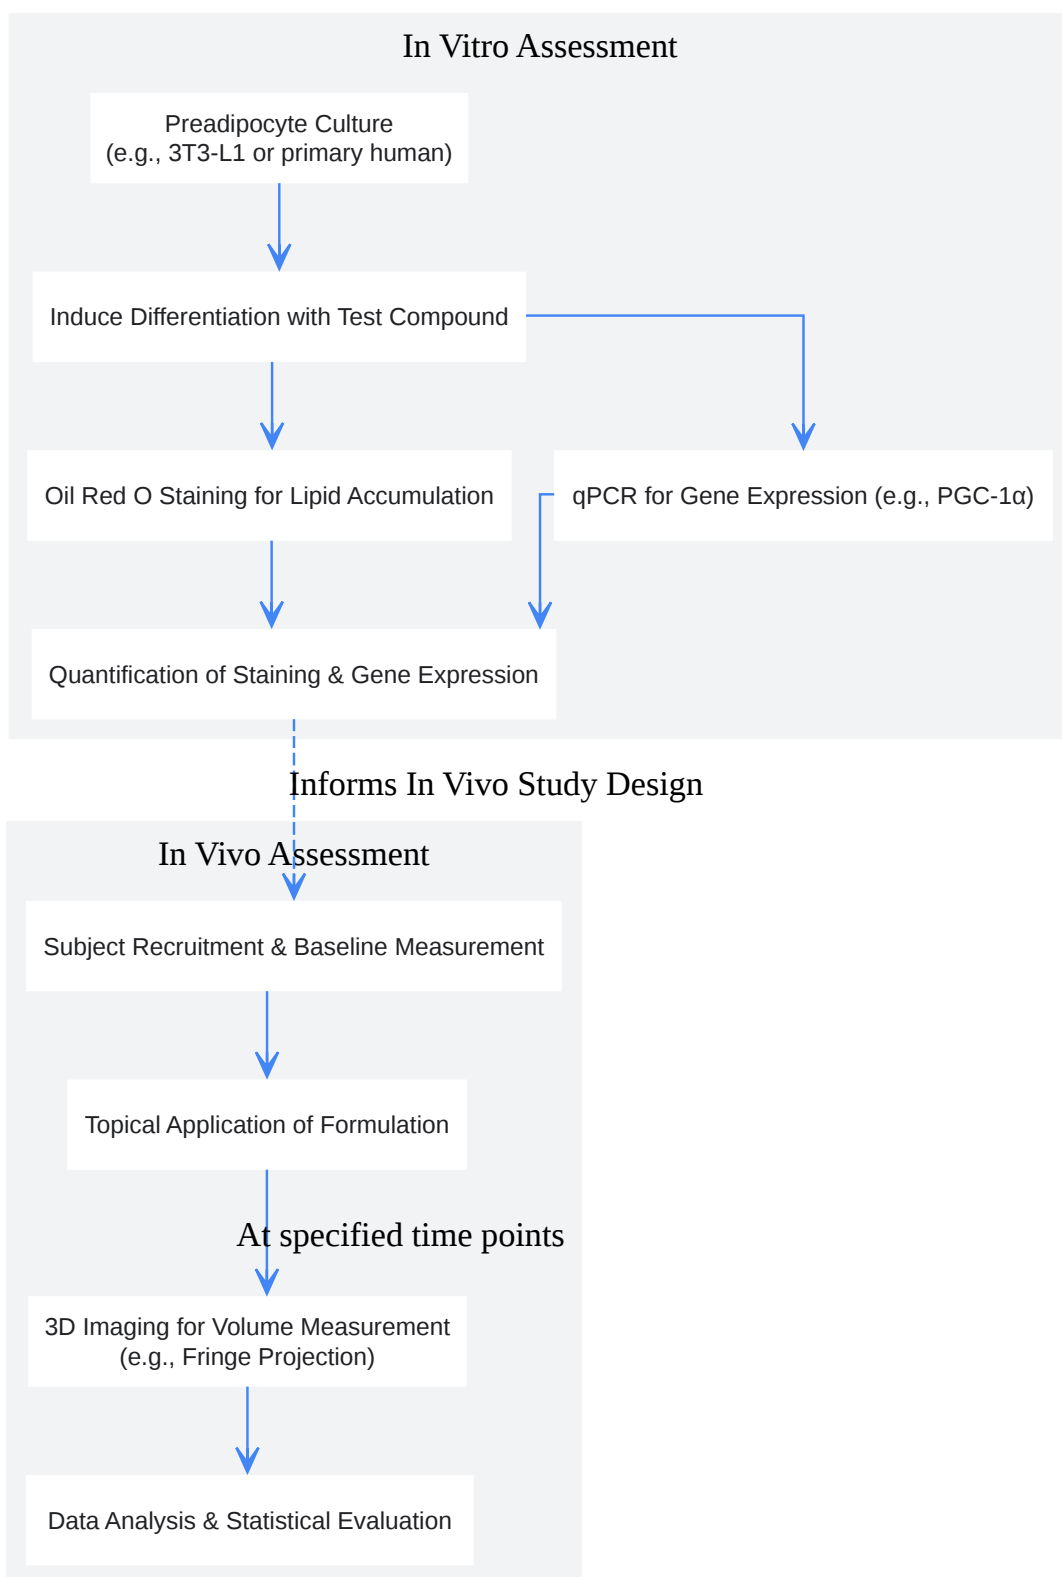 In Vitro Assessment
Preadipocyte Culture
(e.g., 3T3-L1 or primary human)
Induce Differentiation with Test Compound
Oil Red O Staining for Lipid Accumulation
qPCR for Gene Expression (e.g., PGC-1α)
Quantification of Staining & Gene Expression
Informs In Vivo Study Design
In Vivo Assessment
Subject Recruitment & Baseline Measurement
Topical Application of Formulation
At specified time points
3D Imaging for Volume Measurement
(e.g., Fringe Projection)
Data Analysis & Statistical Evaluation